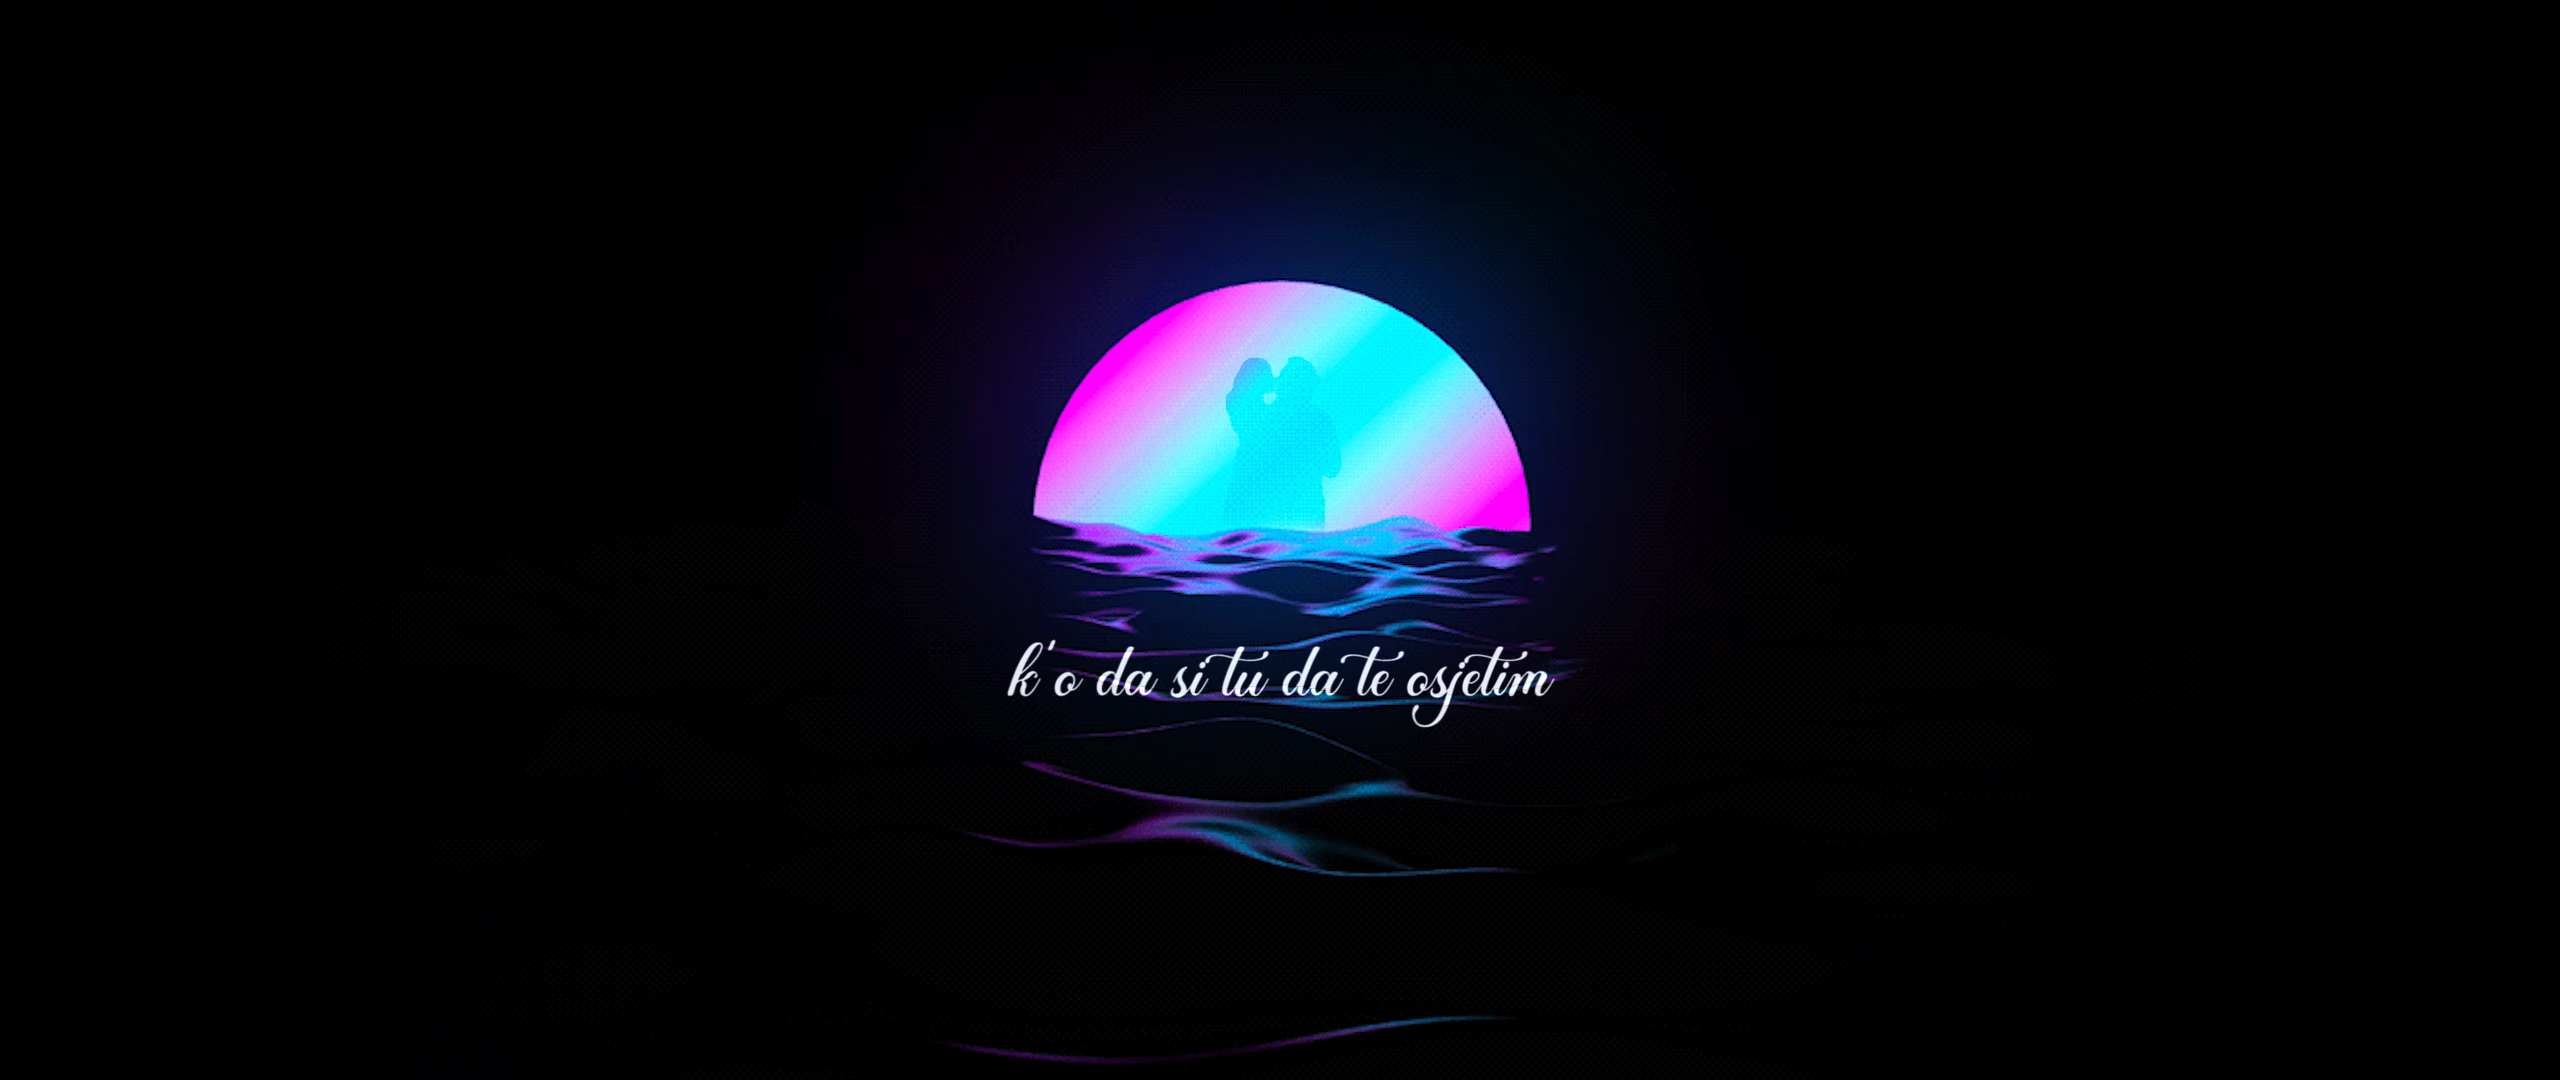 k'o da si tu da te osjetim